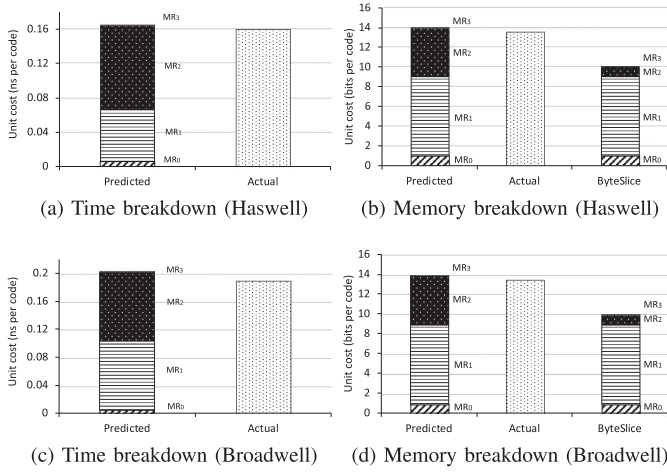 Unit cost (ns per code)
0.16
0.12
0.08
0.04
0
MR3
MR2
MR1
MR0
Predicted
Actual
(a) Time breakdown (Haswell)
Unit cost (bits per code)
16
14
12
10
8
6
4
2
0
MR3
MR2
MR1
MR0
MR3
MR2
MR1
MR0
Predicted
Actual
ByteSlice
(b) Memory breakdown (Haswell)
Unit cost (ns per code)
0.2
0.16
0.12
0.08
0.04
0
MR3
MR2
MR1
MR0
Predicted
Actual
(c) Time breakdown (Broadwell)
Unit cost (bits per code)
16
14
12
10
8
6
4
2
0
MR3
MR2
MR1
MR0
MR3
MR2
MR1
MR0
Predicted
Actual
ByteSlice
(d) Memory breakdown (Broadwell)